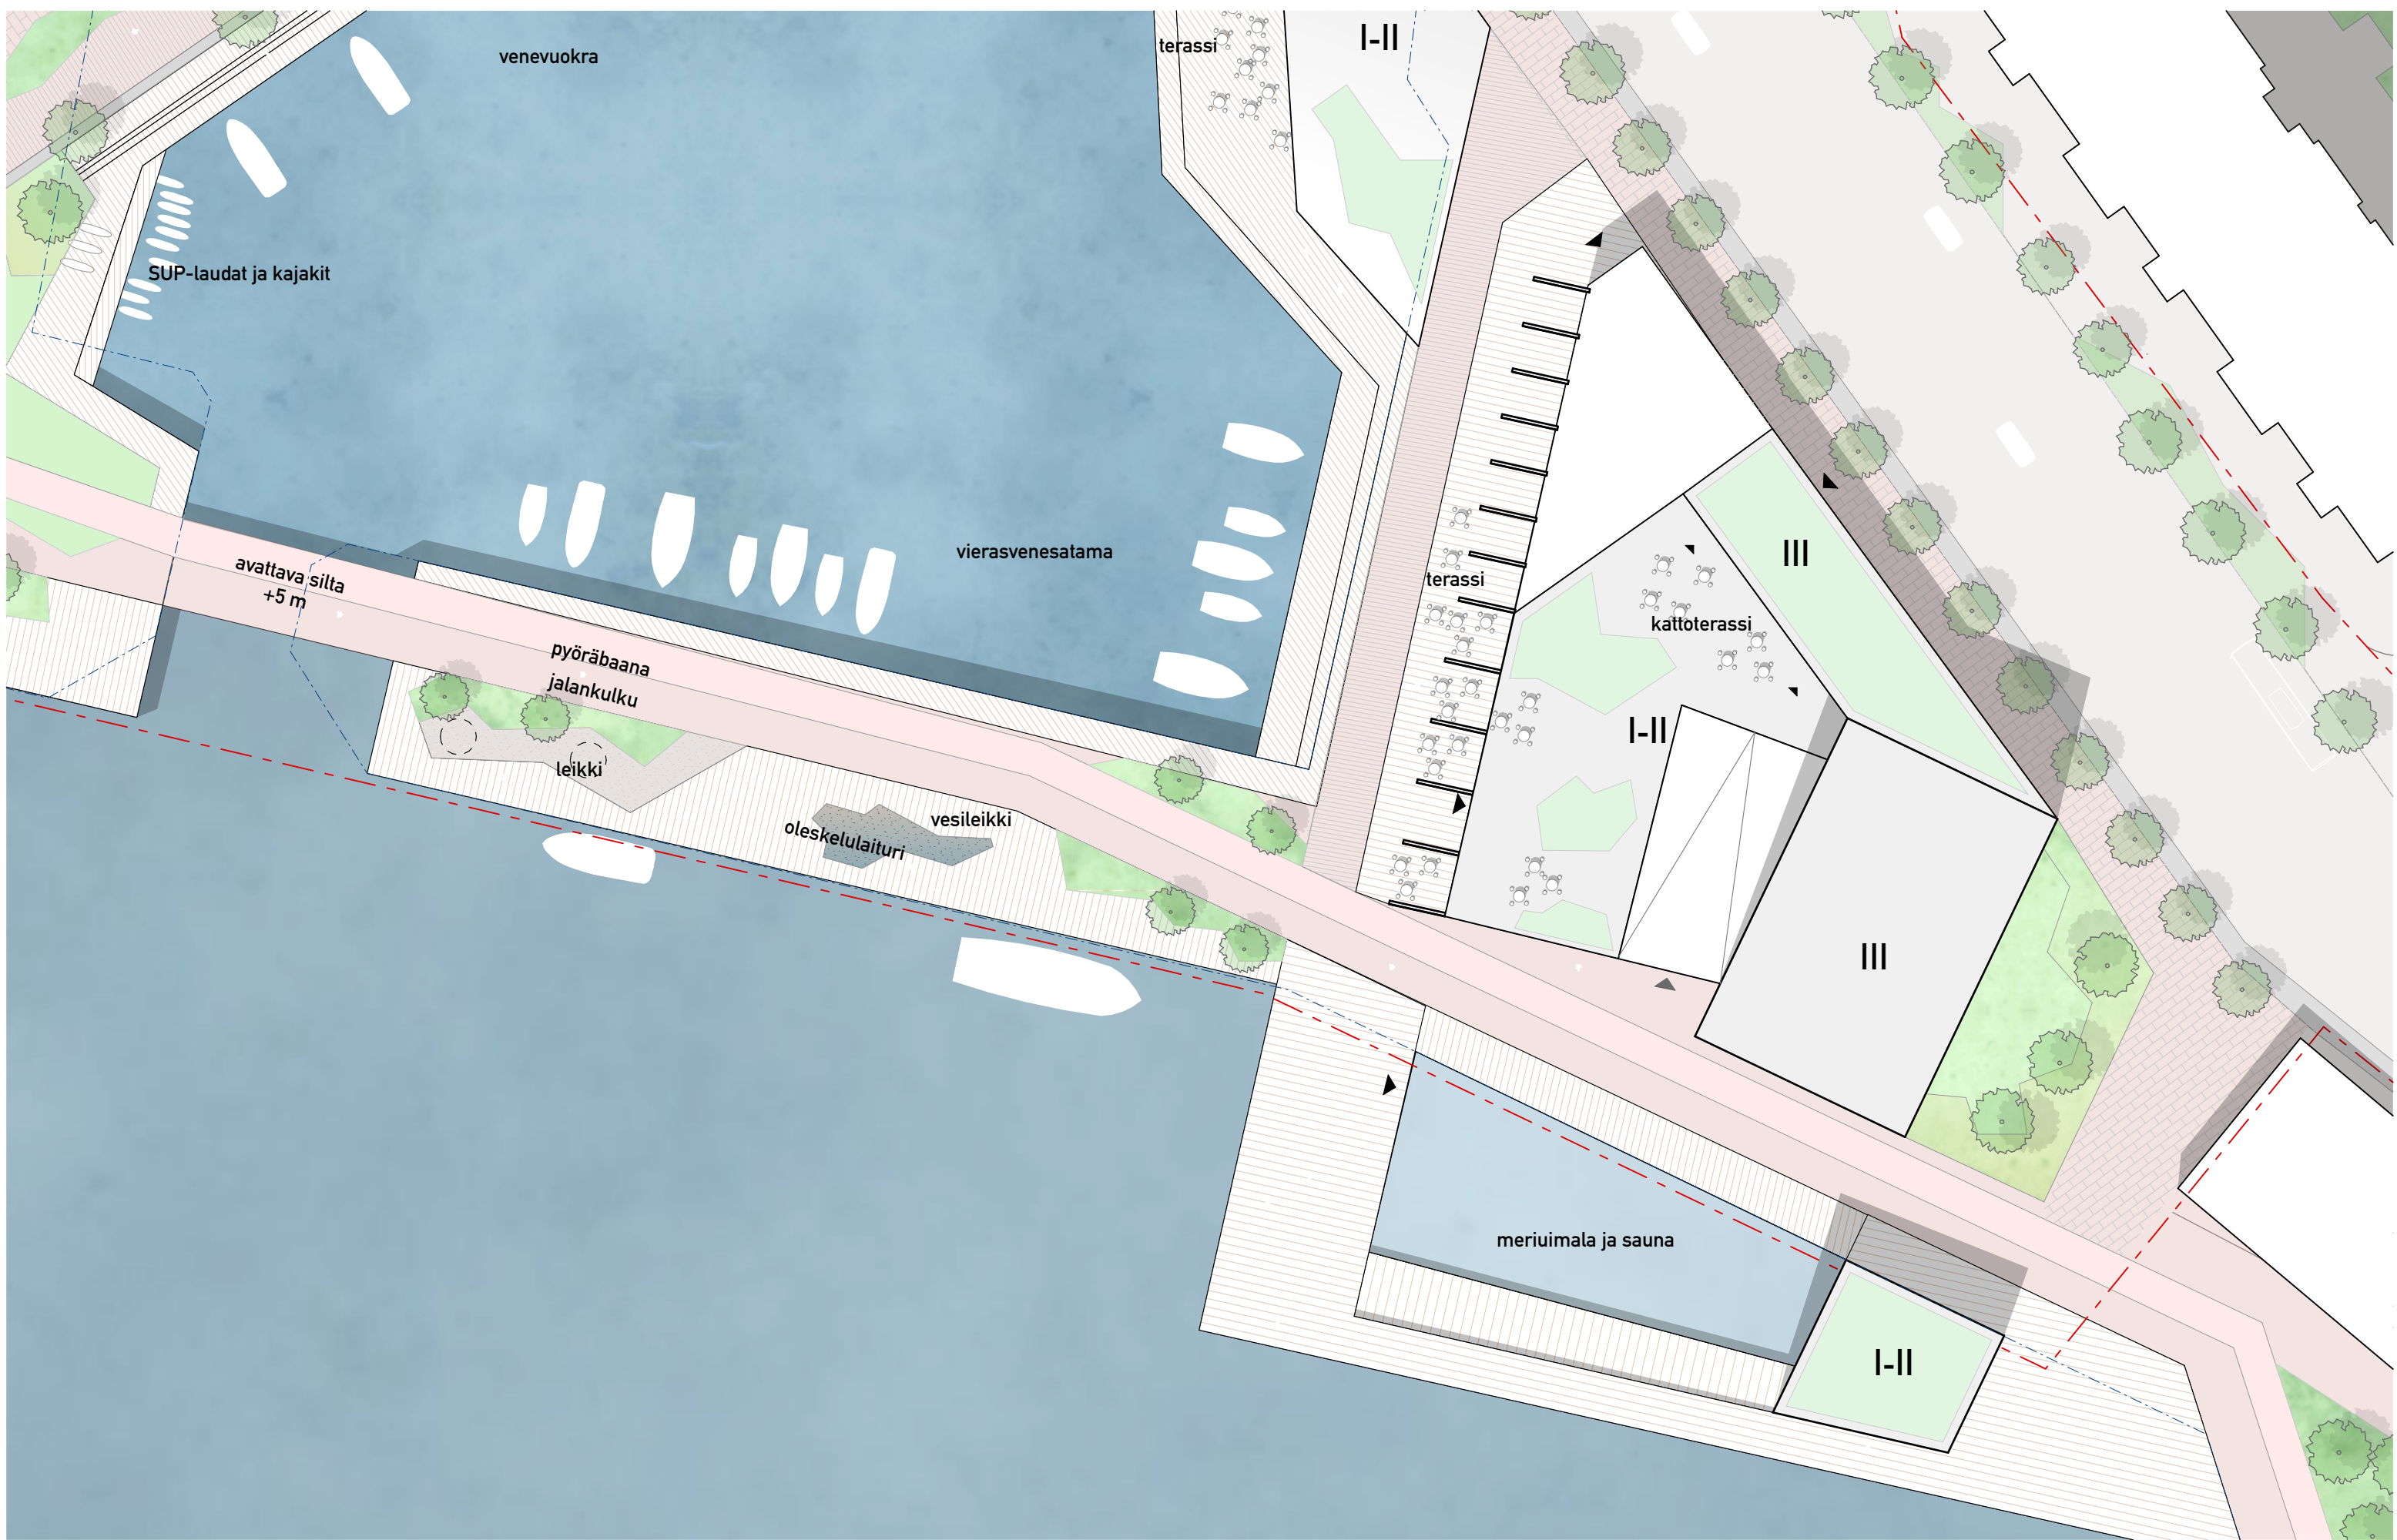 I-II
terassi
venevuokra
SUP-laudat ja kajakit
vierasvenesatama
III
avattava silta
+5 m
terassi
kattoterassi
pyöräbaana
jalankulku
I-II
leikki
vesileikki
oleskelulaituri
III
meriuimala ja sauna
I-II